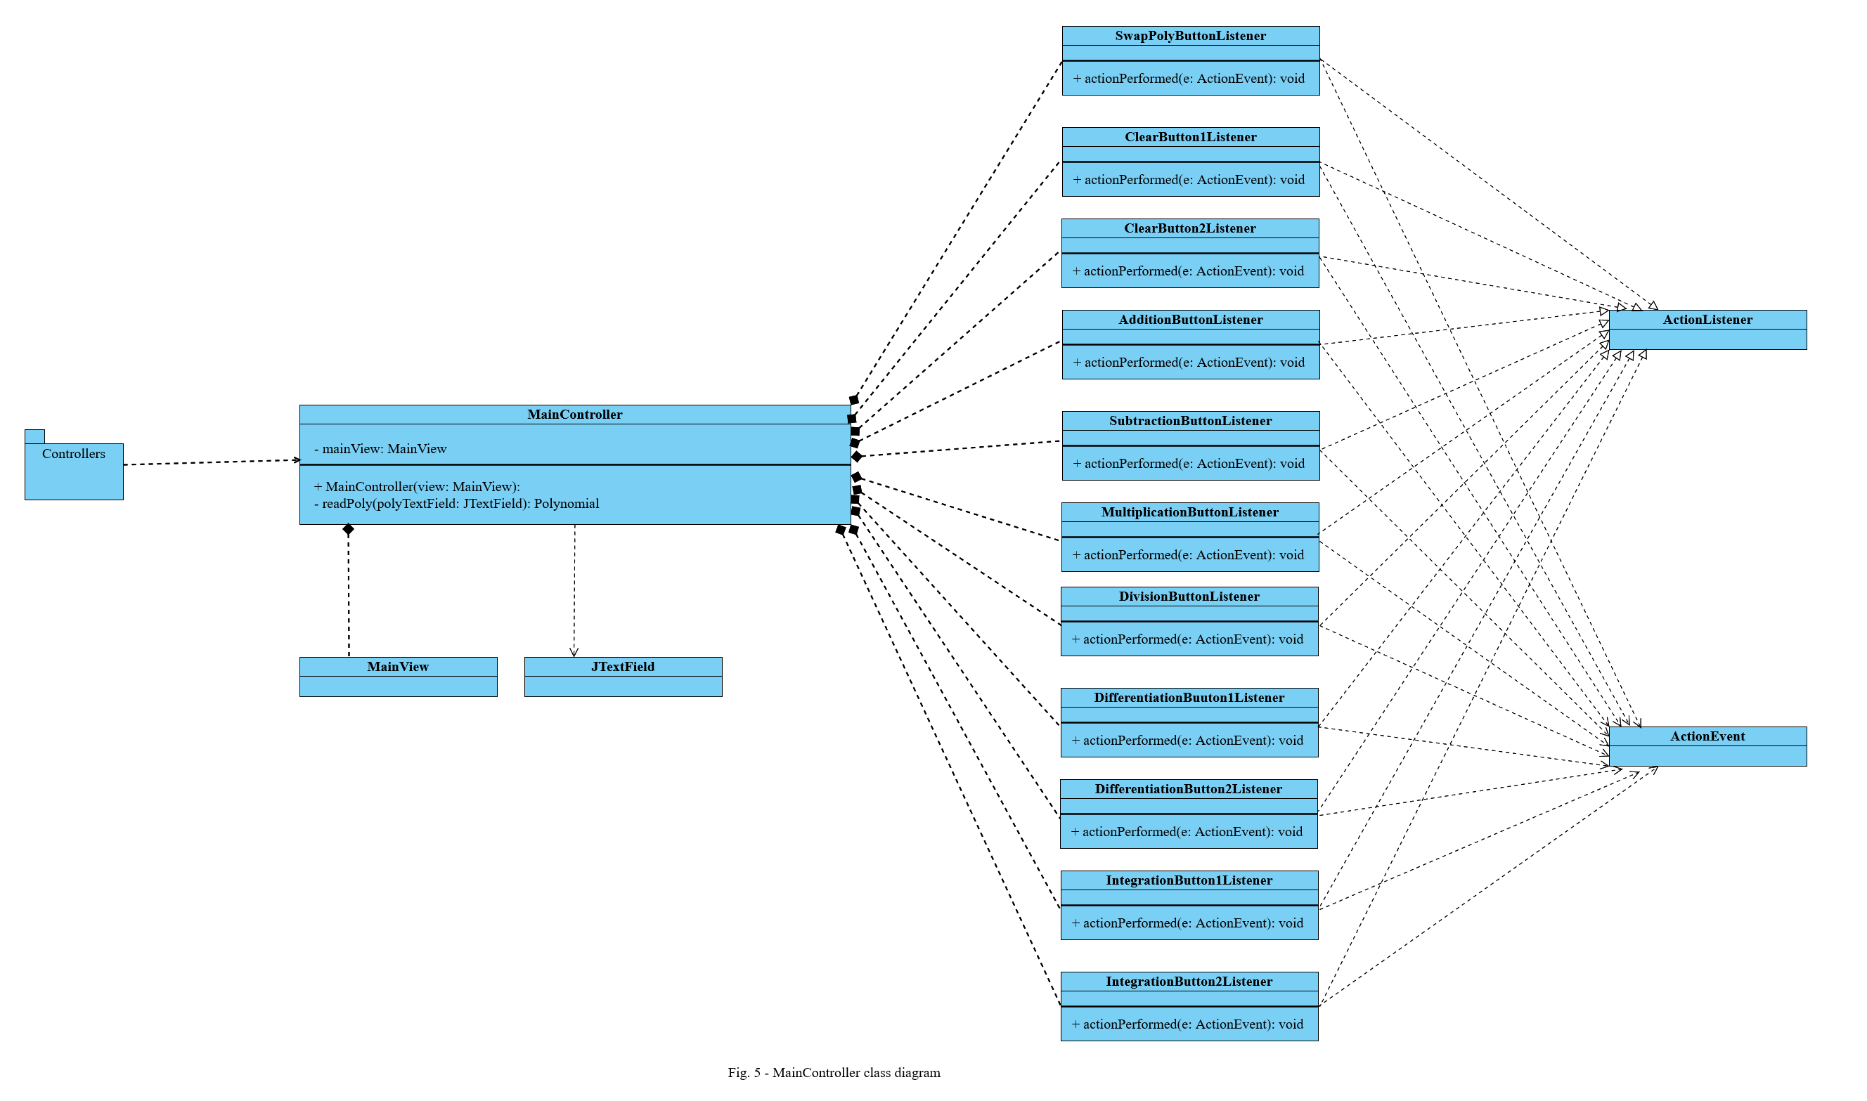 SwapPolyButtonListener
+ actionPerformed(e: ActionEvent): void
ClearButton1Listener
+ actionPerformed(e: ActionEvent): void
ClearButton2Listener
+ actionPerformed(e: ActionEvent): void
AdditionButtonListener
+ actionPerformed(e: ActionEvent): void
ActionListener
MainController
- mainView: MainView
+ MainController(view: MainView):
- readPoly(polyTextField: JTextField): Polynomial
Controllers
SubtractionButtonListener
+ actionPerformed(e: ActionEvent): void
MultiplicationButtonListener
+ actionPerformed(e: ActionEvent): void
DivisionButtonListener
+ actionPerformed(e: ActionEvent): void
MainView
JTextField
DifferentiationBuuton1Listener
+ actionPerformed(e: ActionEvent): void
ActionEvent
DifferentiationButton2Listener
+ actionPerformed(e: ActionEvent): void
IntegrationButton1Listener
+ actionPerformed(e: ActionEvent): void
IntegrationButton2Listener
+ actionPerformed(e: ActionEvent): void
Fig. 5 - MainController class diagram